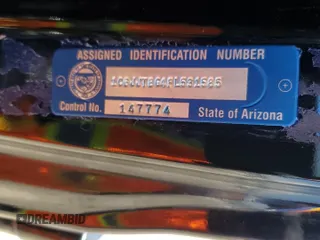 ASSIGNED IDENTIFICATION NUMBER
Control No. 147774 State of Arizona
DREAMBID